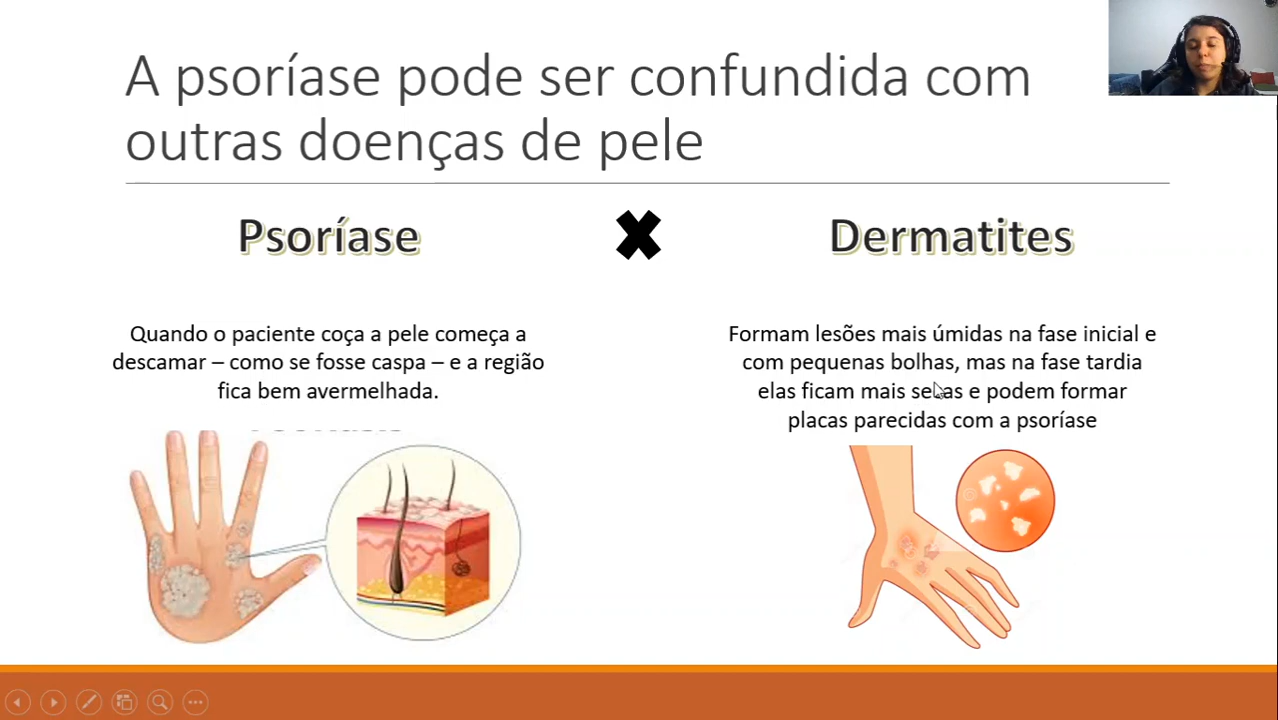 A psoríase pode ser confundida com
outras doenças de pele
Psoríase
Dermatites
Quando o paciente coça a pele começa a
descamar – como se fosse caspa – e a região
fica bem avermelhada.
Formam lesões mais úmidas na fase inicial e
com pequenas bolhas, mas na fase tardia
elas ficam mais secas e podem formar
placas parecidas com a psoríase